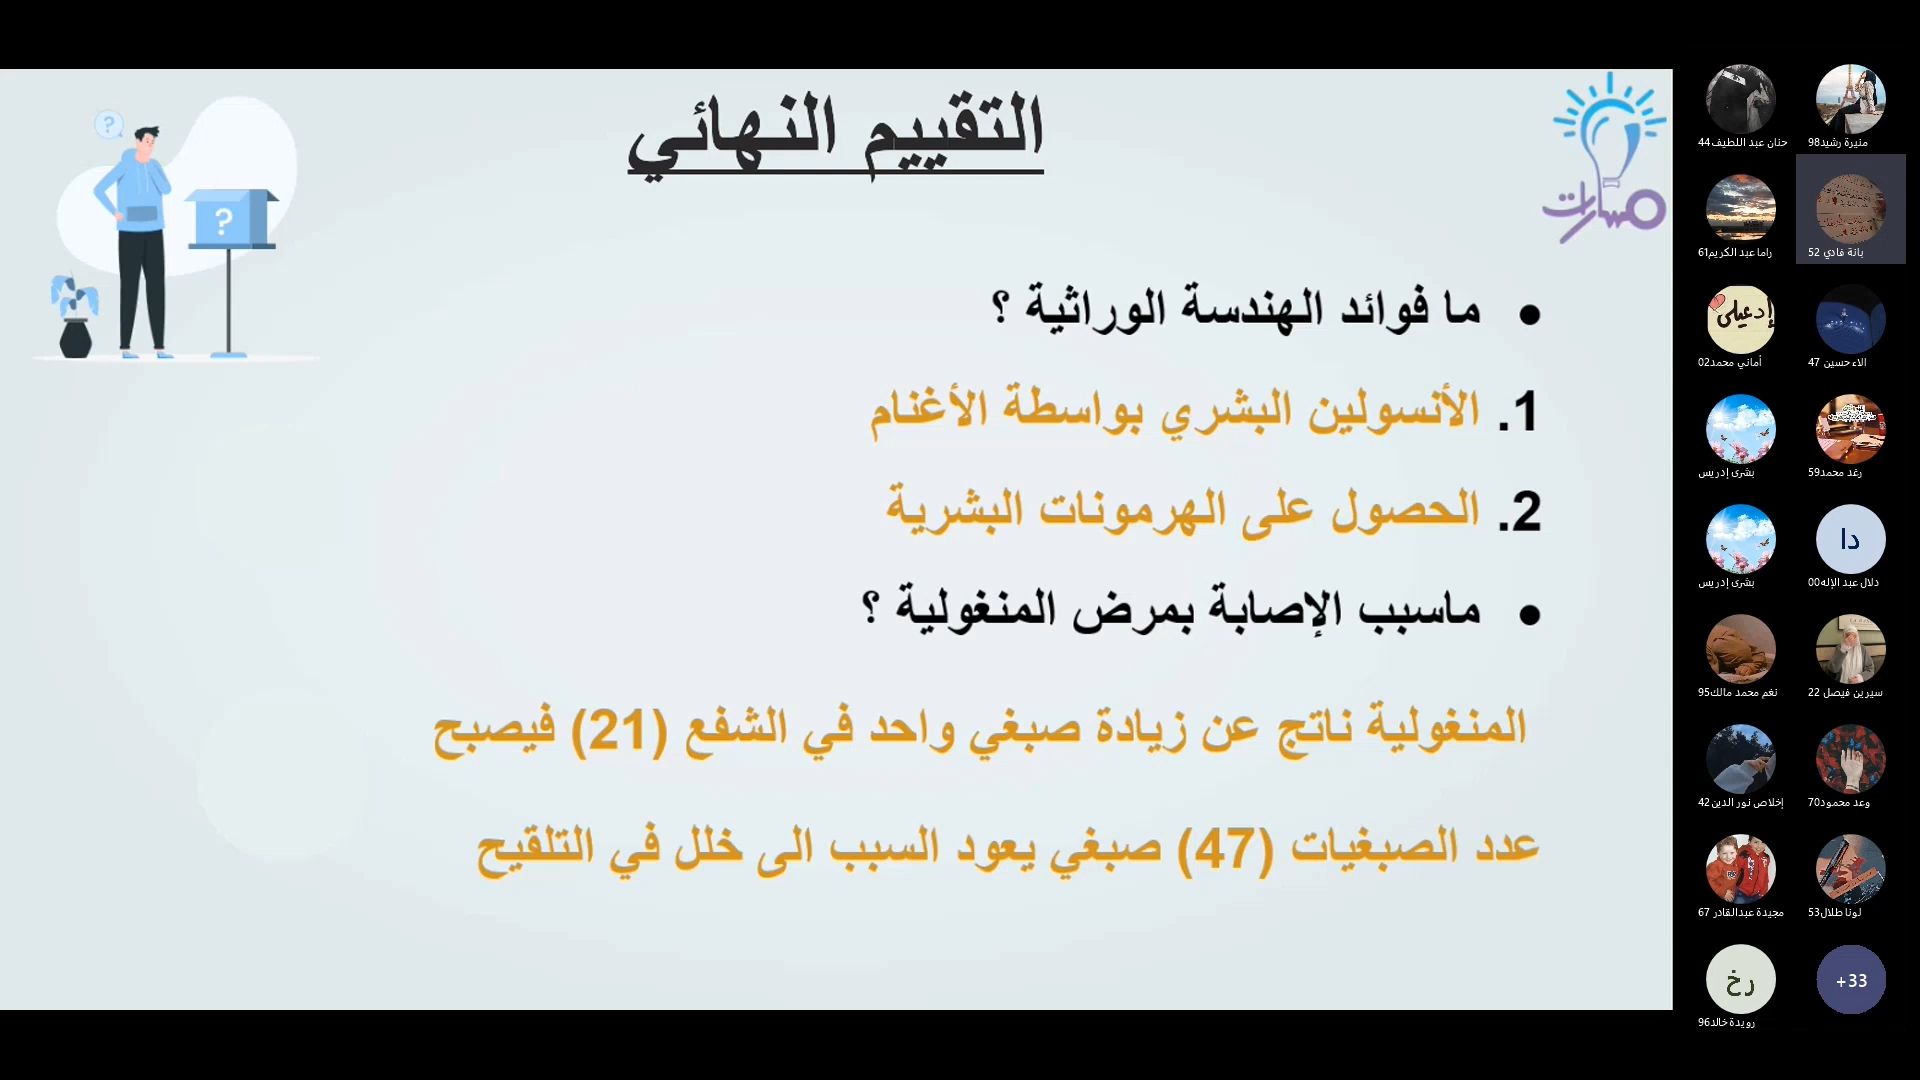 التقييم النهائي
مهارات
?
?
● ما فوائد الهندسة الوراثية ؟
1. الأنسولين البشري بواسطة الأغنام
2. الحصول على الهرمونات البشرية
● ماسبب الإصابة بمرض المنغولية ؟
المنغولية ناتج عن زيادة صبغي واحد في الشفع (21) فيصبح
عدد الصبغيات (47) صبغي يعود السبب الى خلل في التلقيح
منيرة رشيد98
حنان عبد اللطيف44
بانة فادي 52
راما عبد الكريم61
إدعيلي
الاء حسين 47
أماني محمد02
رغد محمد59
بشرى إدريس
دا
دلال عبد الإله00
بشرى إدريس
سيرين فيصل 22
نغم محمد مالك95
وعد محمود70
إخلاص نور الدين42
لونا طلال53
مجيدة عبدالقادر 67
+33
رخ
رويدة خالد96